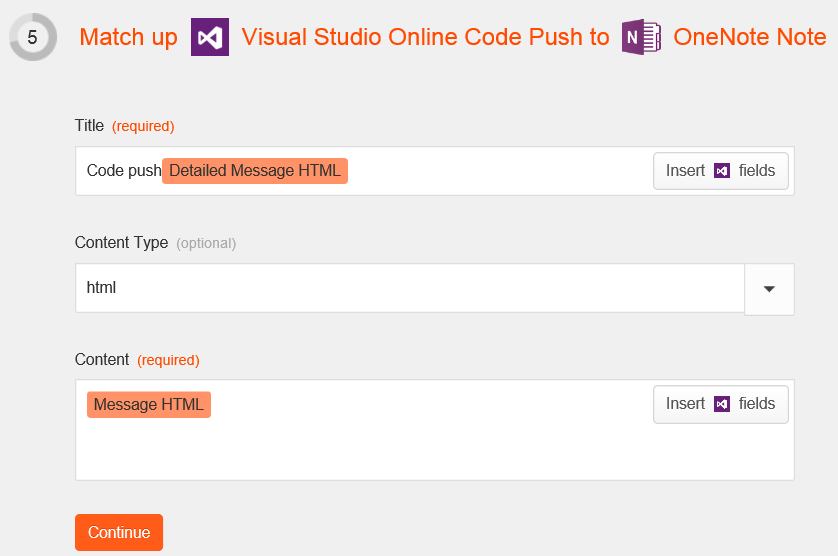 5 Match up Visual Studio Online Code Push to OneNote Note
Title (required)
Code push Detailed Message HTML Insert fields
Content Type (optional)
html
Content (required)
Message HTML Insert fields
Continue